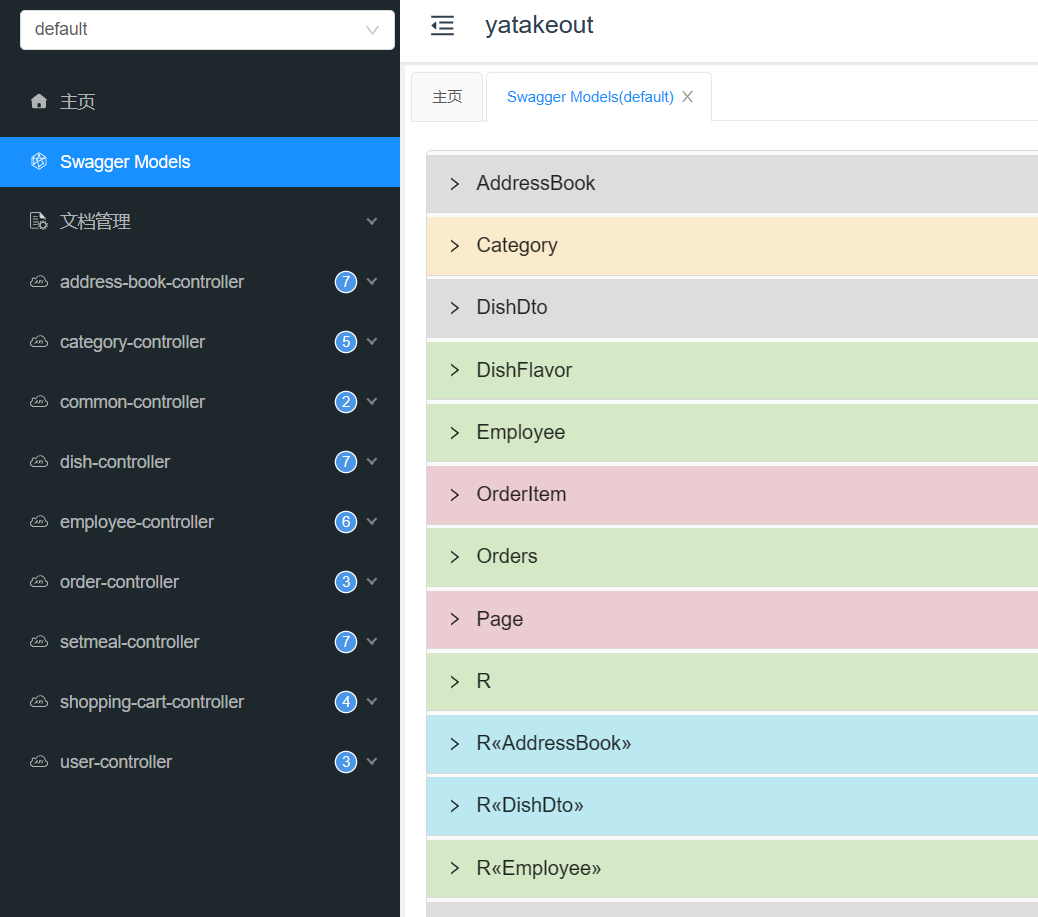 default
主页
Swagger Models
文档管理
address-book-controller 7
category-controller 5
common-controller 2
dish-controller 7
employee-controller 6
order-controller 3
setmeal-controller 7
shopping-cart-controller 4
user-controller 3
yatakeout
主页 Swagger Models(default)
AddressBook
Category
DishDto
DishFlavor
Employee
OrderItem
Orders
Page
R
R«AddressBook»
R«DishDto»
R«Employee»